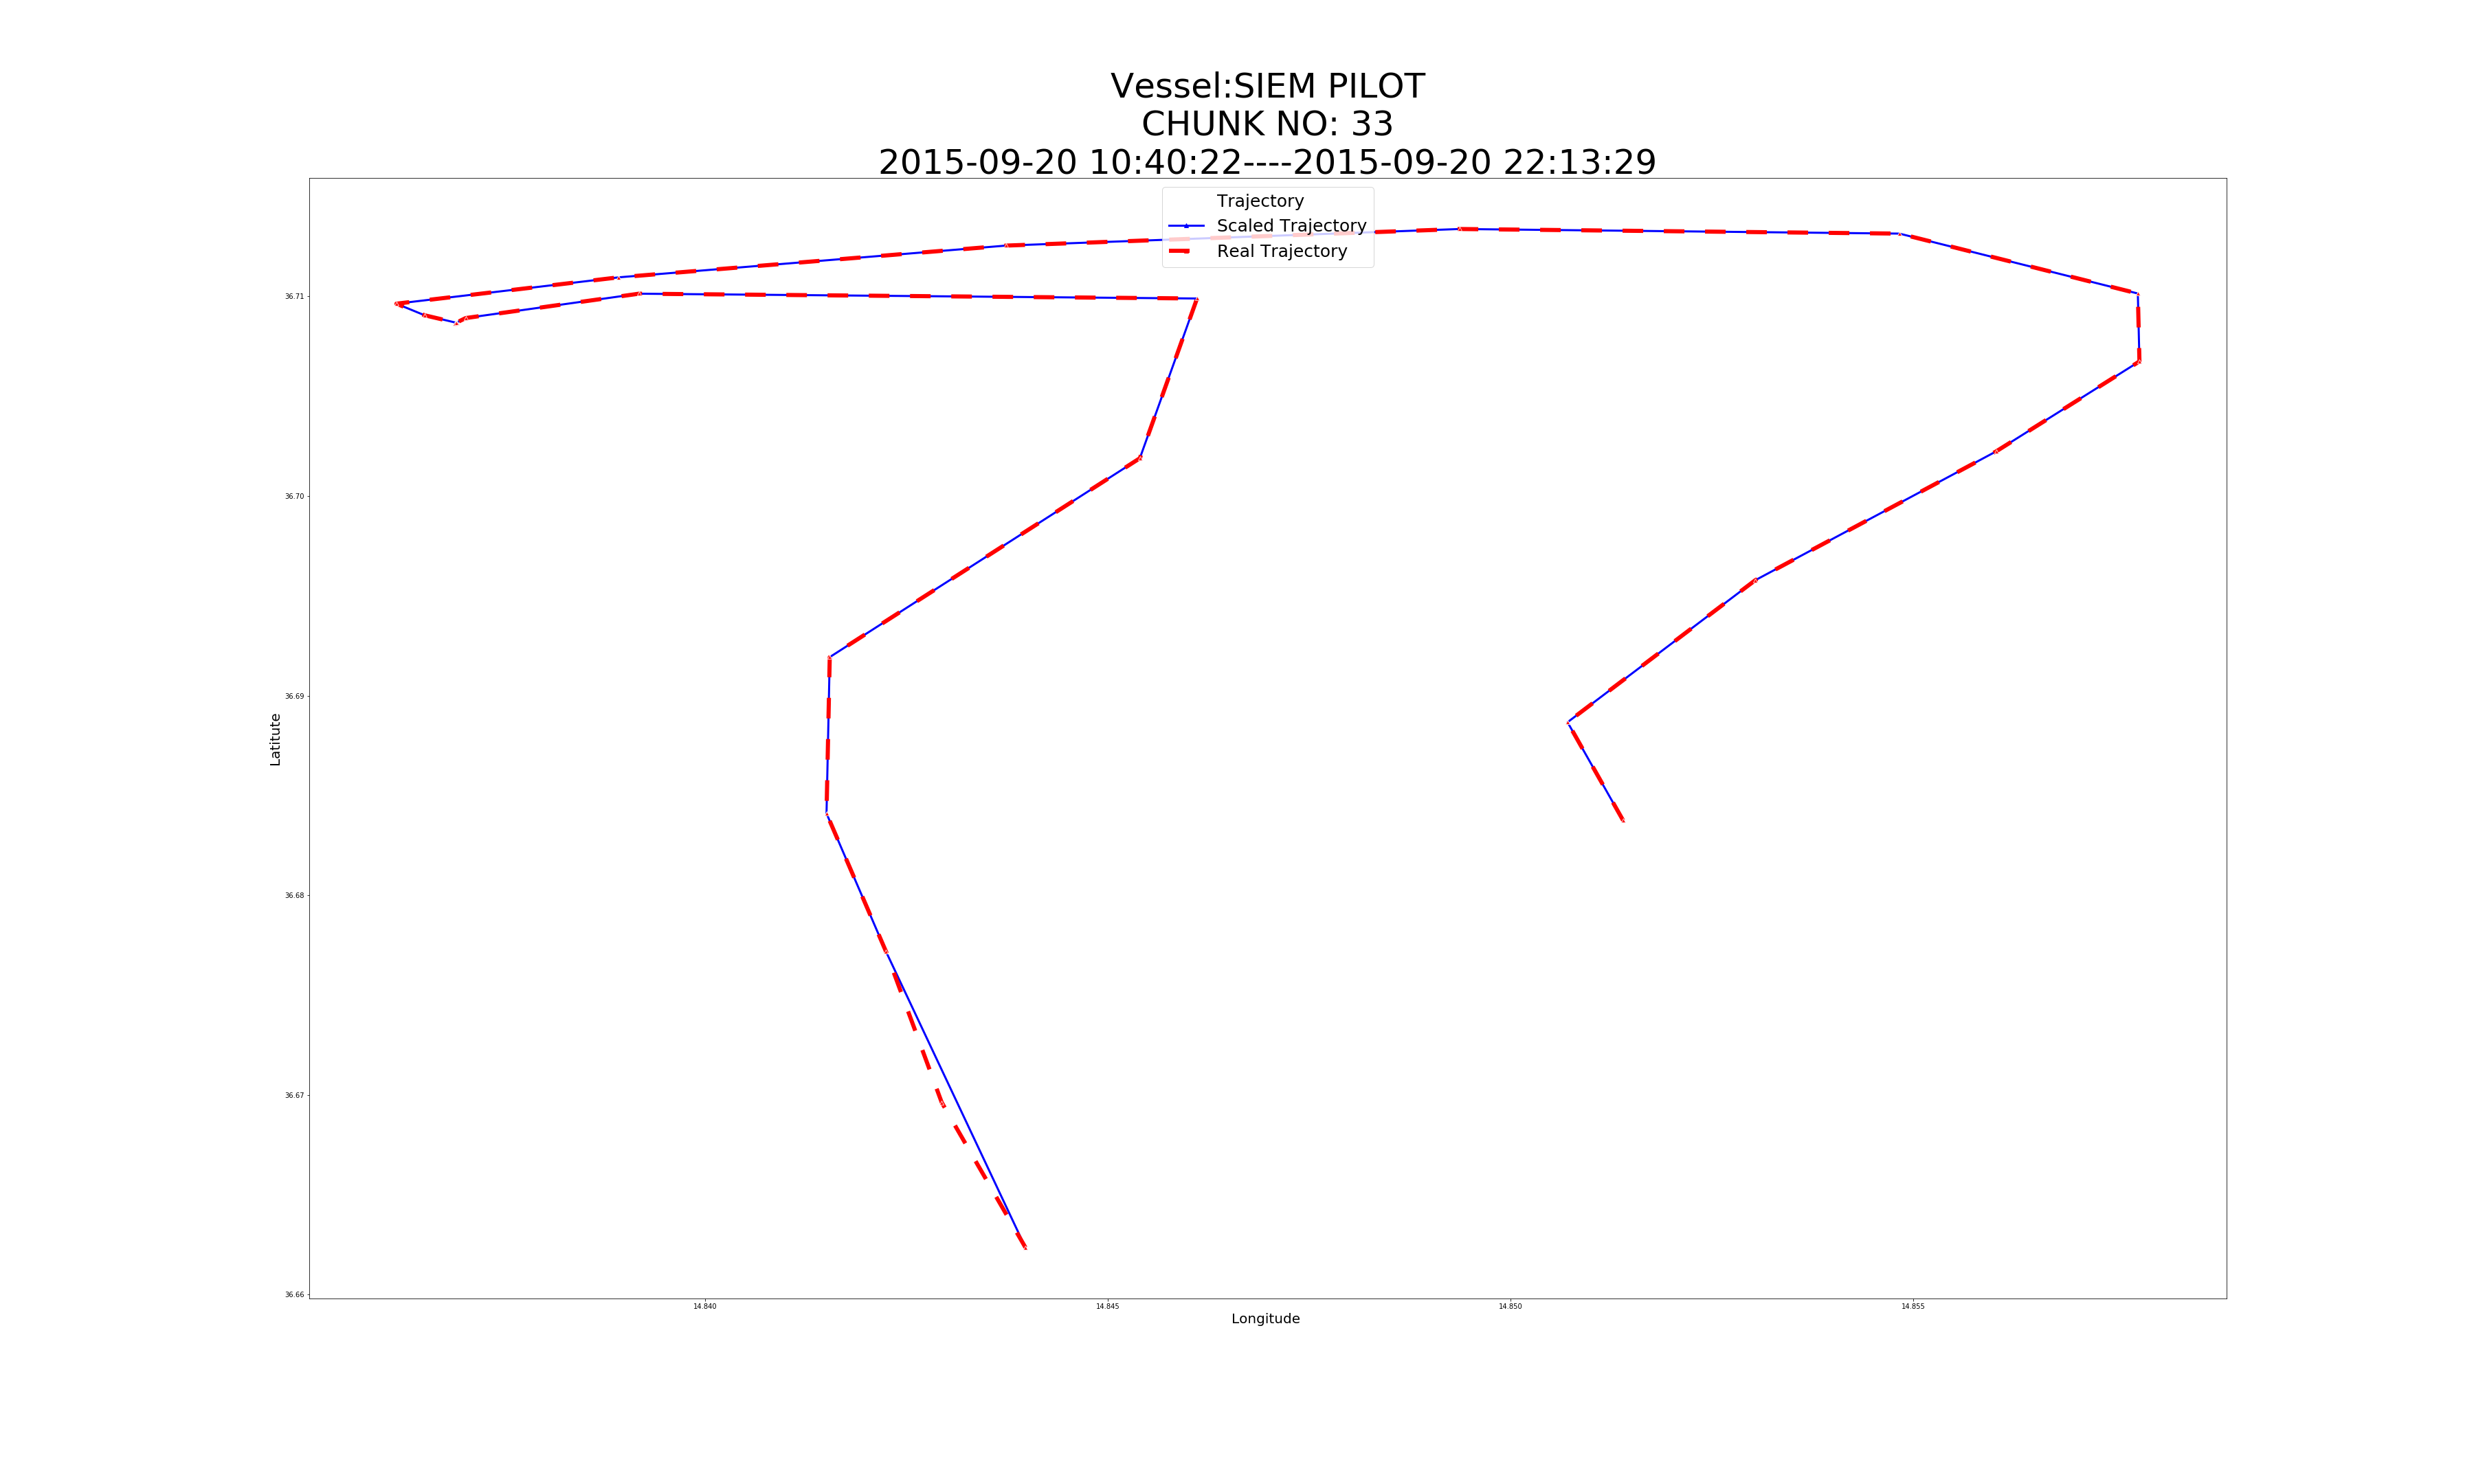 Vessel:SIEM PILOT
CHUNK NO: 33
2015-09-20 10:40:22----2015-09-20 22:13:29
Trajectory
Scaled Trajectory
Real Trajectory
36.71
36.70
36.69
36.68
36.67
36.66
Latitute
14.840
14.845
14.850
14.855
Longitude